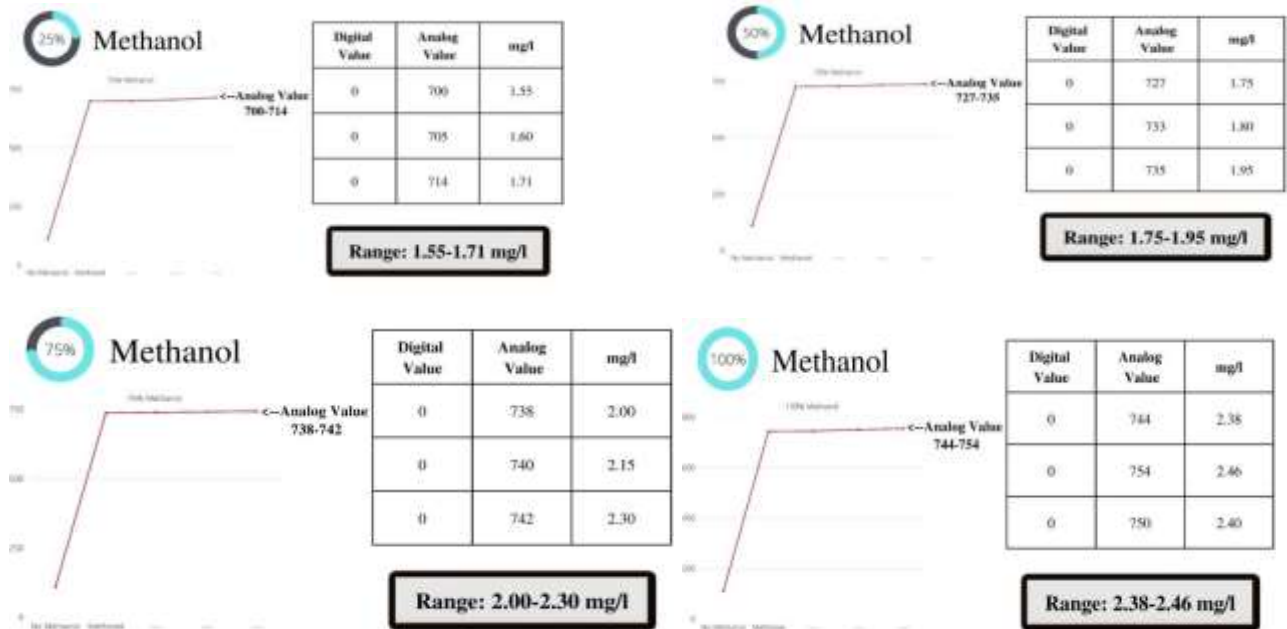 25%
Methanol
Digital Value
Analog Value
mg/l
<--Analog Value
700-714
0 700 1.55
0 705 1.60
0 714 1.71
Range: 1.55-1.71 mg/l
50%
Methanol
Digital Value
Analog Value
mg/l
<--Analog Value
727-735
0 727 1.75
0 733 1.80
0 735 1.95
Range: 1.75-1.95 mg/l
75%
Methanol
75% Methanol
Digital Value
Analog Value
mg/l
<--Analog Value
738-742
0 738 2.00
0 740 2.15
0 742 2.30
Range: 2.00-2.30 mg/l
100%
Methanol
100% Methanol
Digital Value
Analog Value
mg/l
<--Analog Value
744-754
0 744 2.38
0 754 2.46
0 750 2.40
Range: 2.38-2.46 mg/l